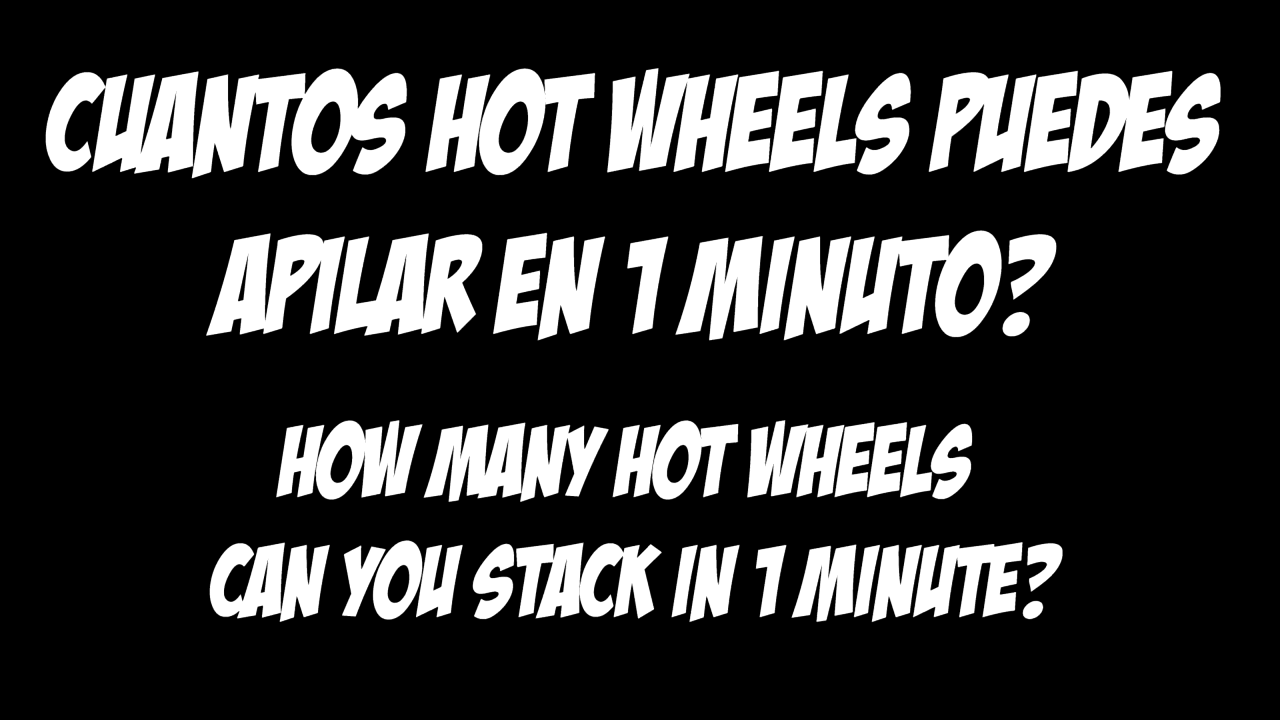 CUANTOS HOT WHEELS PUEDES
APILAR EN 1 MINUTO?
HOW MANY HOT WHEELS
CAN YOU STACK IN 1 MINUTE?